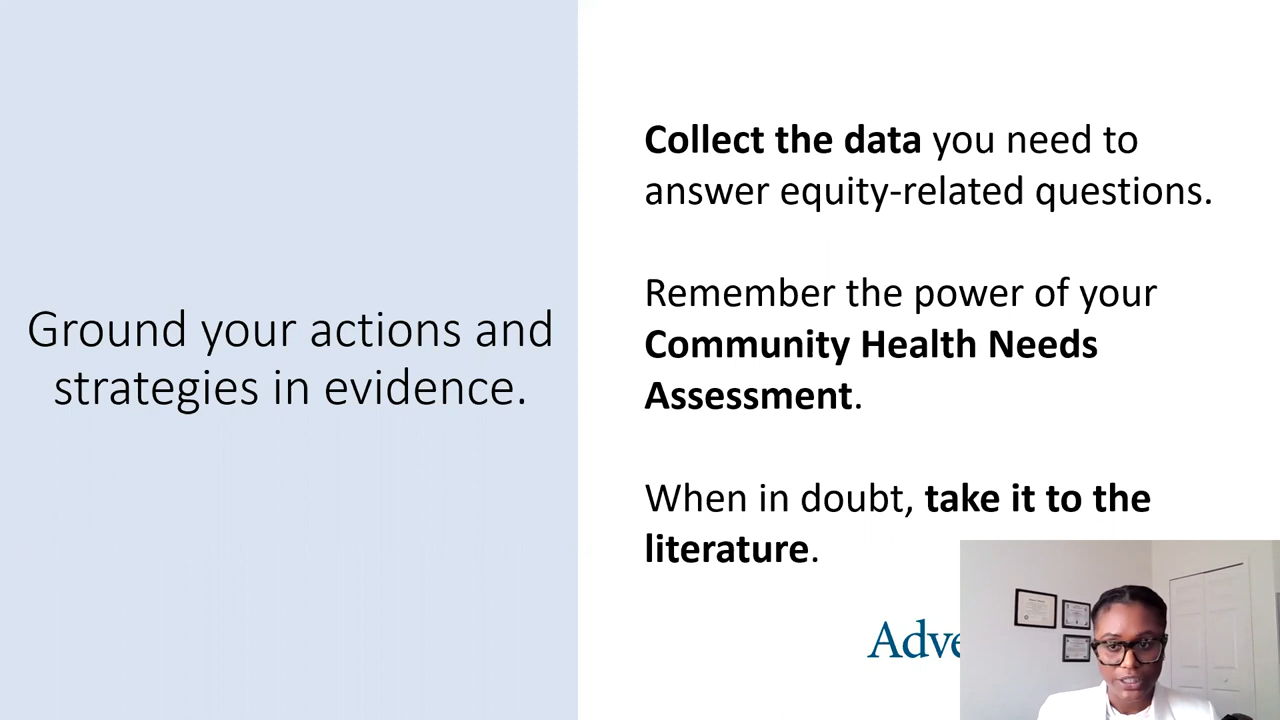 Ground your actions and
strategies in evidence.
Collect the data you need to
answer equity-related questions.
Remember the power of your
Community Health Needs
Assessment.
When in doubt, take it to the
literature.
Adve